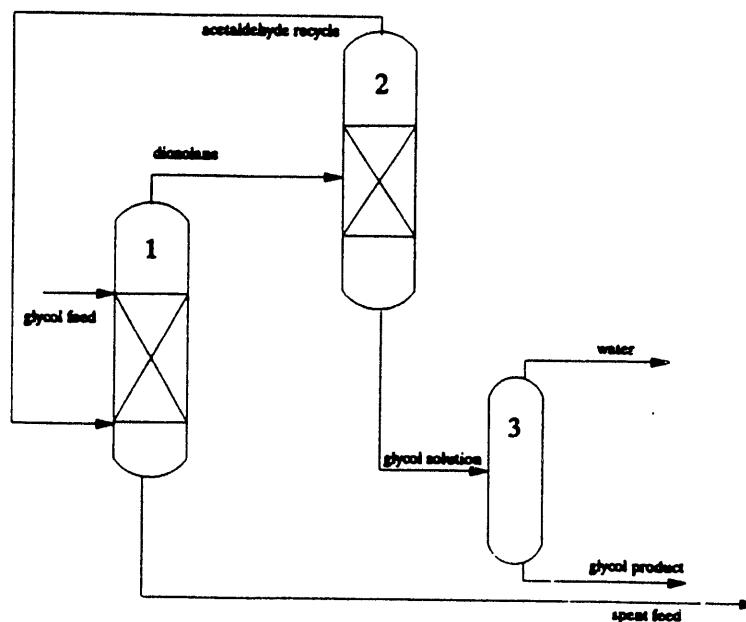 acetaldehyde recycle
2
dioxolane
1
glycol feed
water
3
glycol solution
glycol product
spent feed